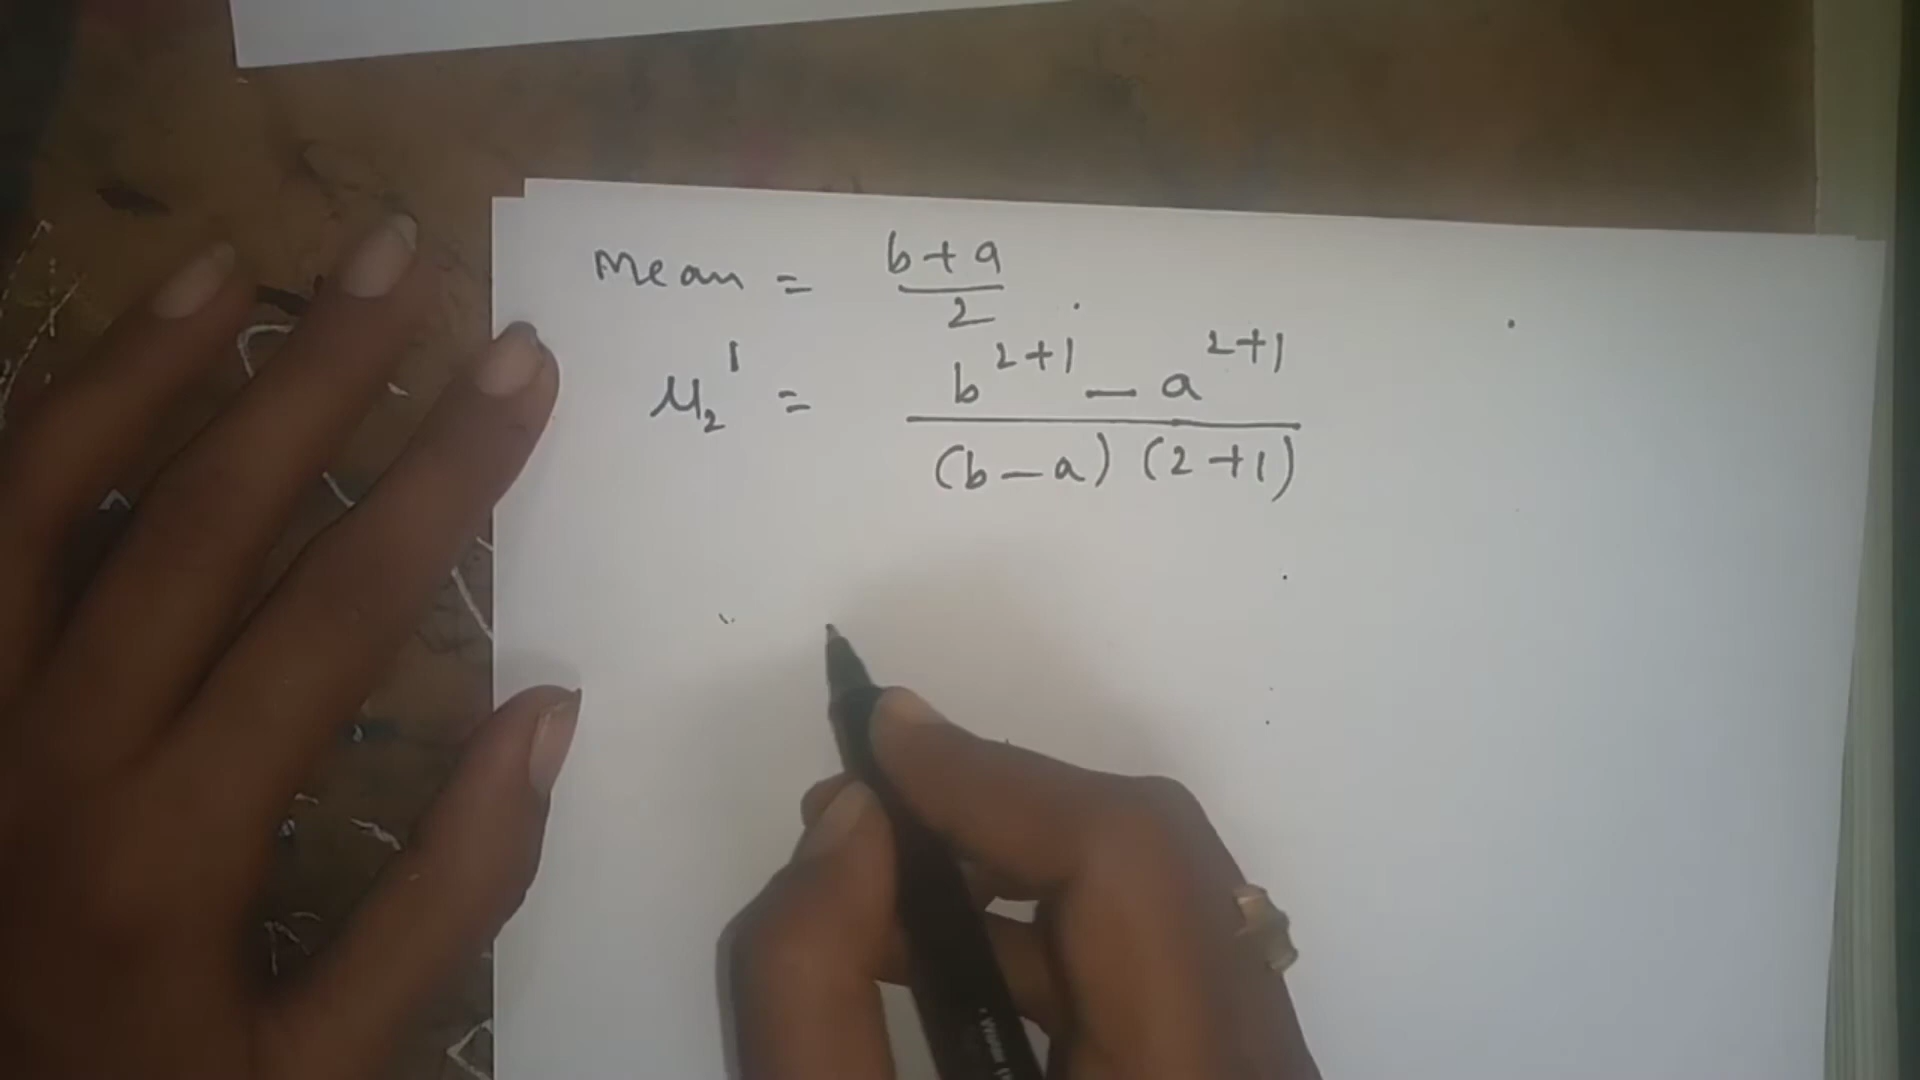 Mean = b+a/2
μ₂' = b^(2+1) - a^(2+1) / (b-a) (2+1)